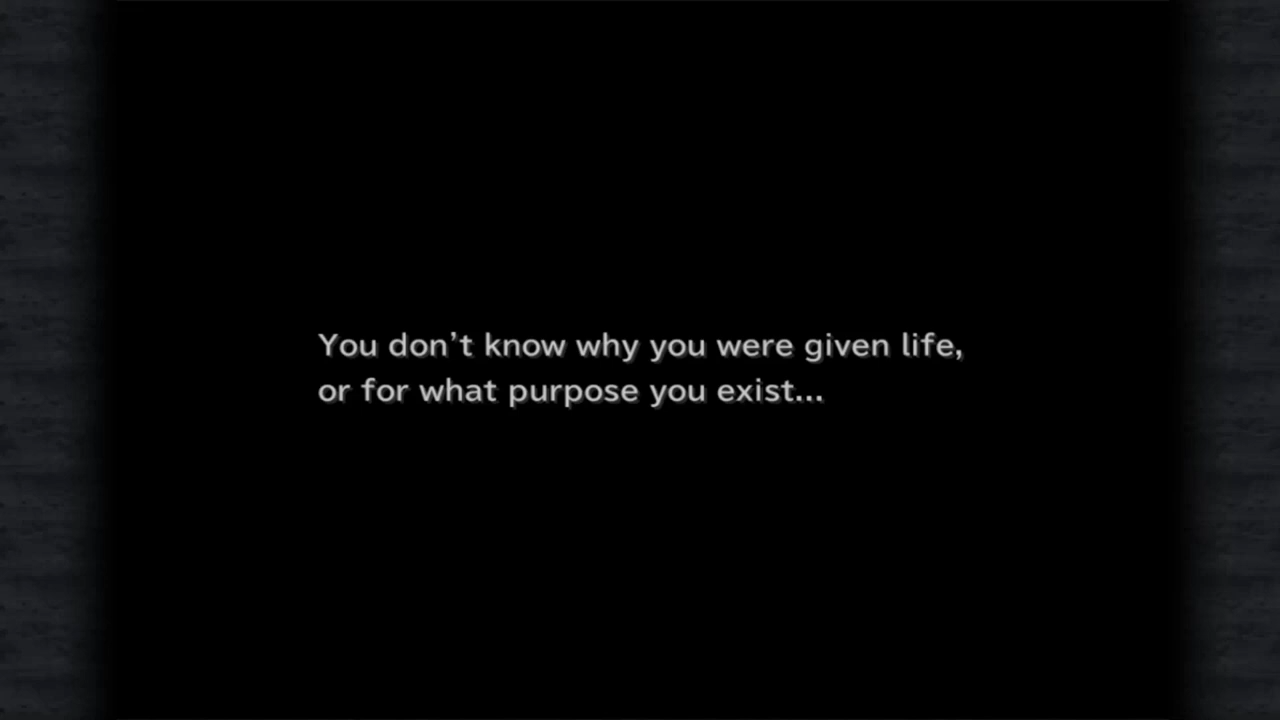 You don’t know why you were given life,
or for what purpose you exist...